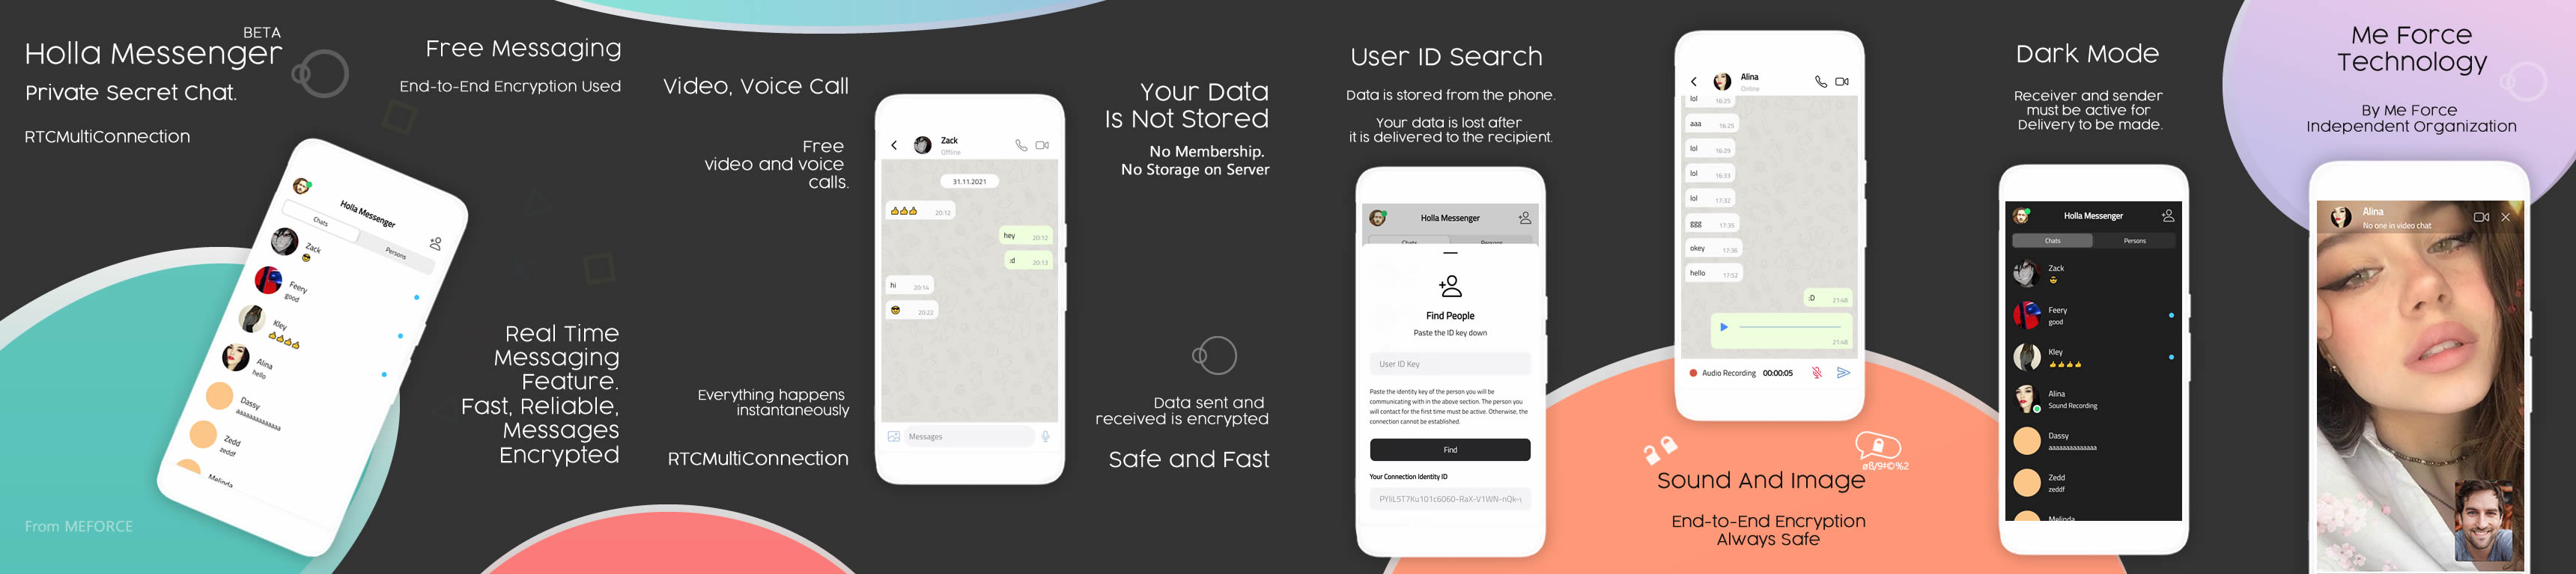 BETA
Holla Messenger
Private Secret Chat.
RTCMultiConnection
Holla Messenger
Chats
Persons
Zack
Feery
good
Kley
Alina
hello
Dassy
aaaaaaaaaaaaa
Zedd
zeddf
Melinda
From MEFORCE
Free Messaging
End-to-End Encryption Used
Real Time
Messaging
Feature.
Fast, Reliable,
Messages
Encrypted
Video, Voice Call
Free
video and voice
calls.
Everything happens
instantaneously
RTCMultiConnection
Zack
Offline
31.11.2021
20:12
hey 20:12
:d 20:13
hi 20:14
20:22
Messages
Your Data
Is Not Stored
No Membership.
No Storage on Server
Data sent and
received is encrypted
Safe and Fast
User ID Search
Data is stored from the phone.
Your data is lost after
it is delivered to the recipient.
Holla Messenger
Chats Persons
Find People
Paste the ID key down
User ID Key
Paste the identity key of the person you will be
communicating with in the above section. The person you
will contact for the first time must be active. Otherwise, the
connection cannot be established.
Find
Your Connection Identity ID
Alina
Online
lol 16:25
aaa 16:25
lol 16:29
lol 16:33
lol 17:32
ggg 17:35
okey 17:36
hello 17:52
:D 21:48
21:48
Audio Recording 00:00:05
øß/9#©%2
Sound And Image
End-to-End Encryption
Always Safe
Dark Mode
Receiver and sender
must be active for
Delivery to be made.
Holla Messenger
Chats Persons
Zack
Feery
good
Kley
Alina
Sound Recording
Dassy
aaaaaaaaaaaaa
Zedd
zeddf
Melinda
Me Force
Technology
By Me Force
Independent Organization
Alina
No one in video chat